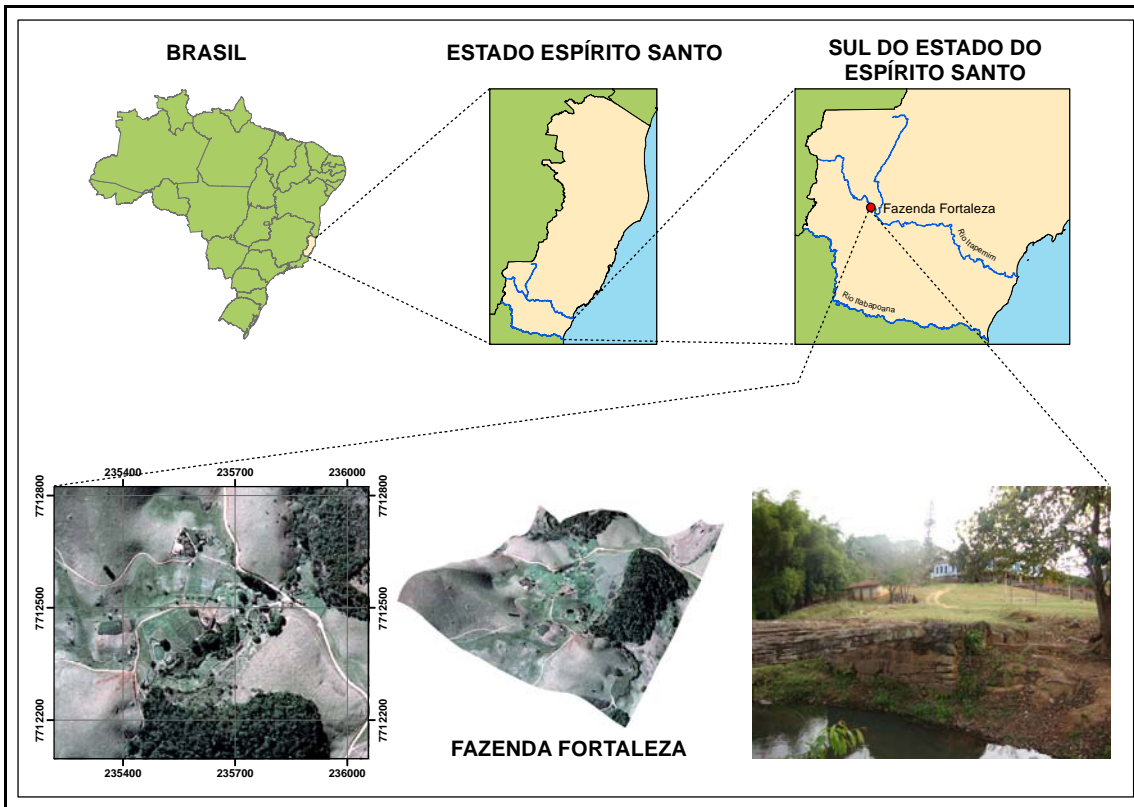 BRASIL
ESTADO ESPÍRITO SANTO
SUL DO ESTADO DO
ESPÍRITO SANTO
Fazenda Fortaleza
Rio Itapemim
Rio Itabapoana
235400
235700
236000
7712800
7712800
7712500
7712500
7712200
7712200
235400
235700
236000
FAZENDA FORTALEZA